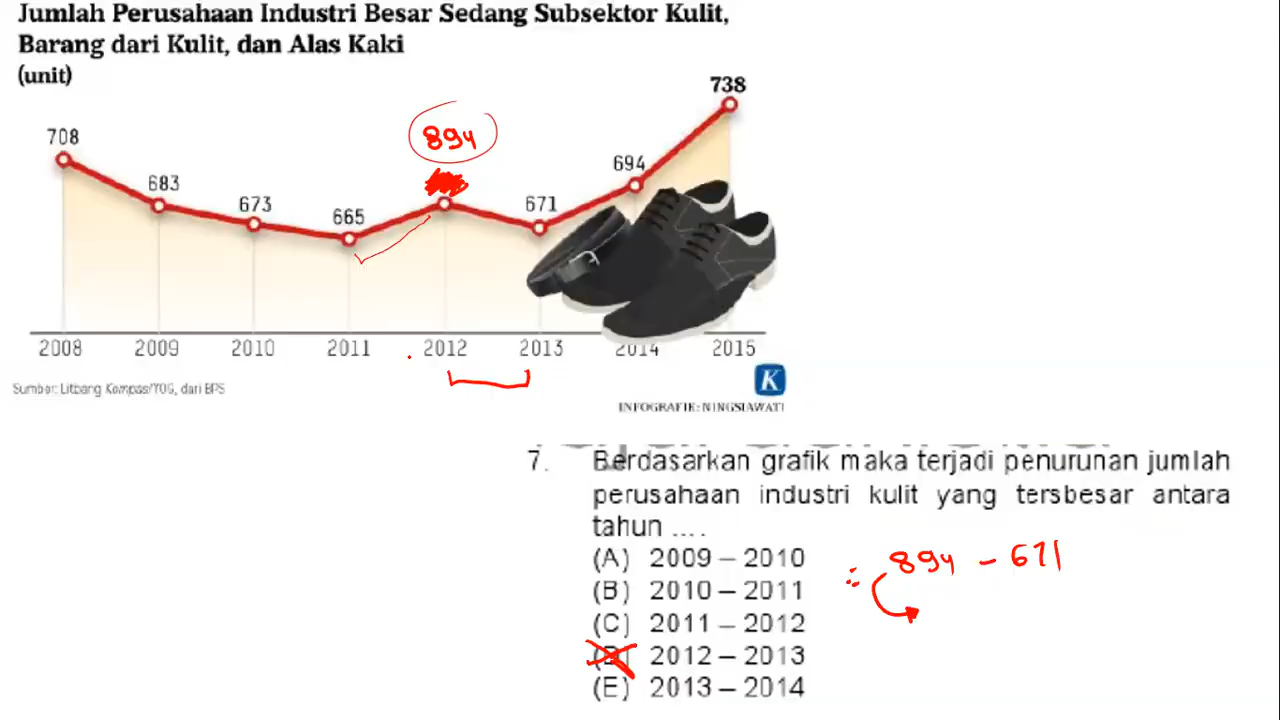 Jumlah Perusahaan Industri Besar Sedang Subsektor Kulit,
Barang dari Kulit, dan Alas Kaki
(unit)
738
894
708
694
683
673
665
671
2008 2009 2010 2011 2012 2013 2014 2015
Sumber: Litbang Kompas/YOG, dari BPS
K
INFOGRAFIE: NINGSIAWATI
7. Berdasarkan grafik maka terjadi penurunan jumlah
perusahaan industri kulit yang tersbesar antara
tahun ....
(A) 2009 – 2010
(B) 2010 – 2011
(C) 2011 – 2012
(D) 2012 – 2013
(E) 2013 – 2014
894 – 671